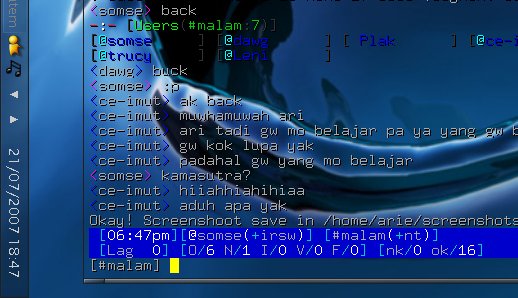 <somse> back
-:- [Users(#malam:7)]
[@somse ] [@dawg ] [ Plak ] [@ce-i
[@trucy ] [@Leni ]
<dawg> buck
<somse> :p
<ce-imut> ak back
<ce-imut> muwhamuwah ari
<ce-imut> ari tadi gw mo belajar pa ya yang gw b
<ce-imut> gw kok lupa yak
<ce-imut> padahal gw yang mo belajar
<somse> kamasutra?
<ce-imut> hiiahhiahihiaa
<ce-imut> aduh apa yak
Okay! Screenshoot save in /home/arie/screenshots
[06:47pm][@somse(+irsw)] [#malam(+nt)]
[Lag 0] [O/6 N/1 I/0 V/0 F/0] [nk/0 ok/16]
[#malam]
21/07/2007 18:47